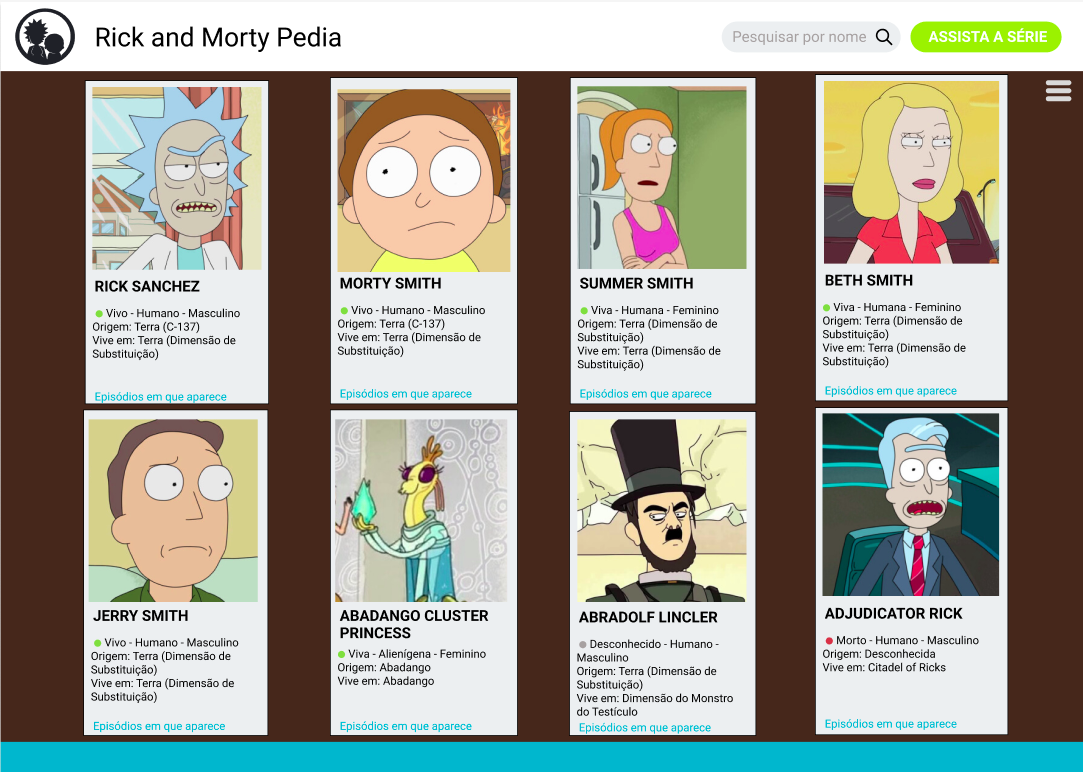 Rick and Morty Pedia
Pesquisar por nome
ASSISTA A SÉRIE
RICK SANCHEZ
Vivo - Humano - Masculino
Origem: Terra (C-137)
Vive em: Terra (Dimensão de
Substituição)
Episódios em que aparece
MORTY SMITH
Vivo - Humano - Masculino
Origem: Terra (C-137)
Vive em: Terra (Dimensão de
Substituição)
Episódios em que aparece
SUMMER SMITH
Viva - Humana - Feminino
Origem: Terra (Dimensão de
Substituição)
Vive em: Terra (Dimensão de
Substituição)
Episódios em que aparece
BETH SMITH
Viva - Humana - Feminino
Origem: Terra (Dimensão de
Substituição)
Vive em: Terra (Dimensão de
Substituição)
Episódios em que aparece
JERRY SMITH
Vivo - Humano - Masculino
Origem: Terra (Dimensão de
Substituição)
Vive em: Terra (Dimensão de
Substituição)
Episódios em que aparece
ABADANGO CLUSTER
PRINCESS
Viva - Alienígena - Feminino
Origem: Abadango
Vive em: Abadango
Episódios em que aparece
ABRADOLF LINCLER
Desconhecido - Humano -
Masculino
Origem: Terra (Dimensão de
Substituição)
Vive em: Dimensão do Monstro
do Testículo
Episódios em que aparece
ADJUDICATOR RICK
Morto - Humano - Masculino
Origem: Desconhecida
Vive em: Citadel of Ricks
Episódios em que aparece